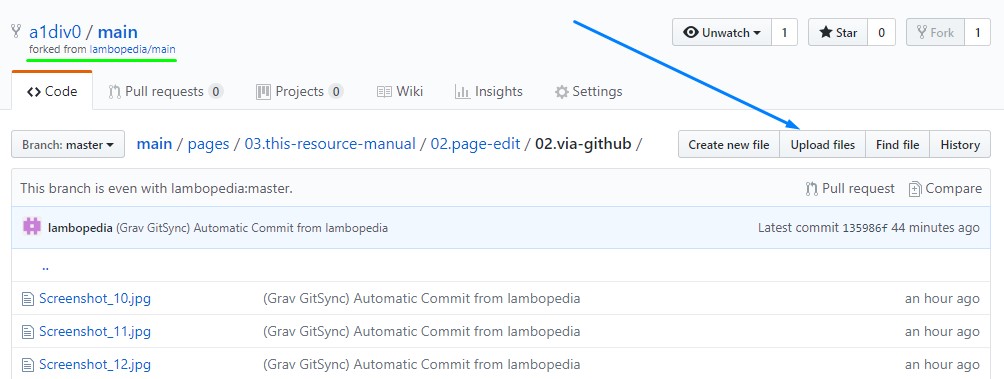 a1div0 / main
forked from lambopedia/main
Unwatch 1 Star 0 Fork 1
Code Pull requests 0 Projects 0 Wiki Insights Settings
Branch: master main / pages / 03.this-resource-manual / 02.page-edit / 02.via-github / Create new file Upload files Find file History
This branch is even with lambopedia:master. Pull request Compare
lambopedia (Grav GitSync) Automatic Commit from lambopedia Latest commit 135986f 44 minutes ago
..
Screenshot_10.jpg (Grav GitSync) Automatic Commit from lambopedia an hour ago
Screenshot_11.jpg (Grav GitSync) Automatic Commit from lambopedia an hour ago
Screenshot_12.jpg (Grav GitSync) Automatic Commit from lambopedia an hour ago